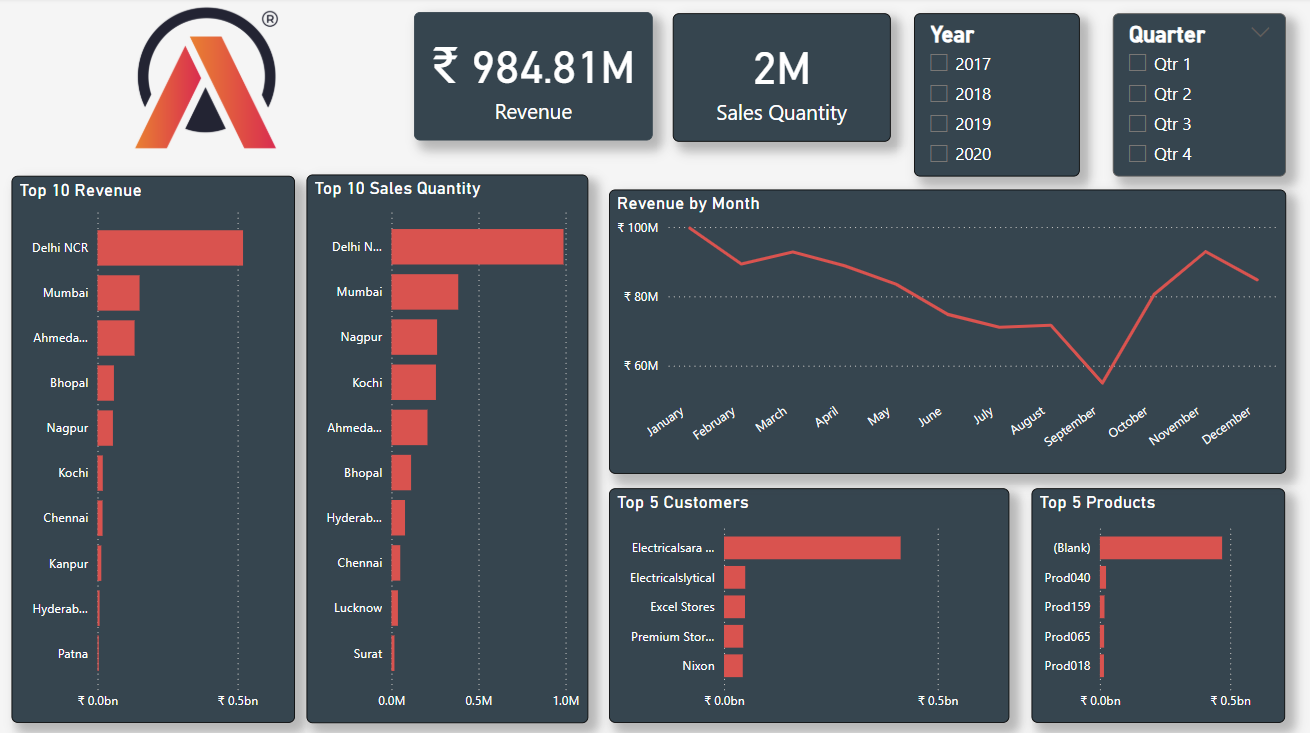 ®
₹ 984.81M
Revenue
2M
Sales Quantity
Year
2017
2018
2019
2020
Quarter
Qtr 1
Qtr 2
Qtr 3
Qtr 4
Top 10 Revenue
Delhi NCR
Mumbai
Ahmeda...
Bhopal
Nagpur
Kochi
Chennai
Kanpur
Hyderab...
Patna
₹ 0.0bn ₹ 0.5bn
Top 10 Sales Quantity
Delhi N...
Mumbai
Nagpur
Kochi
Ahmeda...
Bhopal
Hyderab...
Chennai
Lucknow
Surat
0.0M 0.5M 1.0M
Revenue by Month
₹ 100M
₹ 80M
₹ 60M
January February March April May June July August September October November December
Top 5 Customers
Electricalsara ...
Electricalslytical
Excel Stores
Premium Stor...
Nixon
₹ 0.0bn ₹ 0.5bn
Top 5 Products
(Blank)
Prod040
Prod159
Prod065
Prod018
₹ 0.0bn ₹ 0.5bn